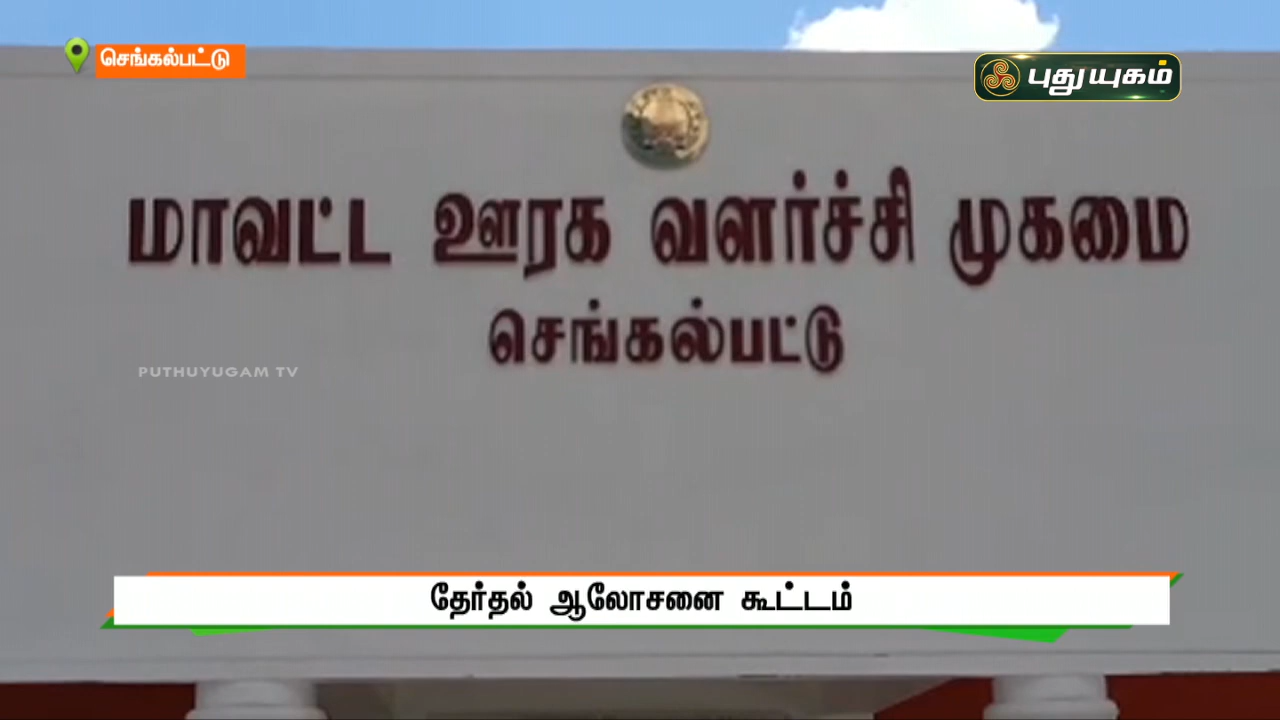 செங்கல்பட்டு
புதுயுகம்
மாவட்ட ஊரக வளர்ச்சி முகமை
செங்கல்பட்டு
PUTHUYUGAM TV
தேர்தல் ஆலோசனை கூட்டம்